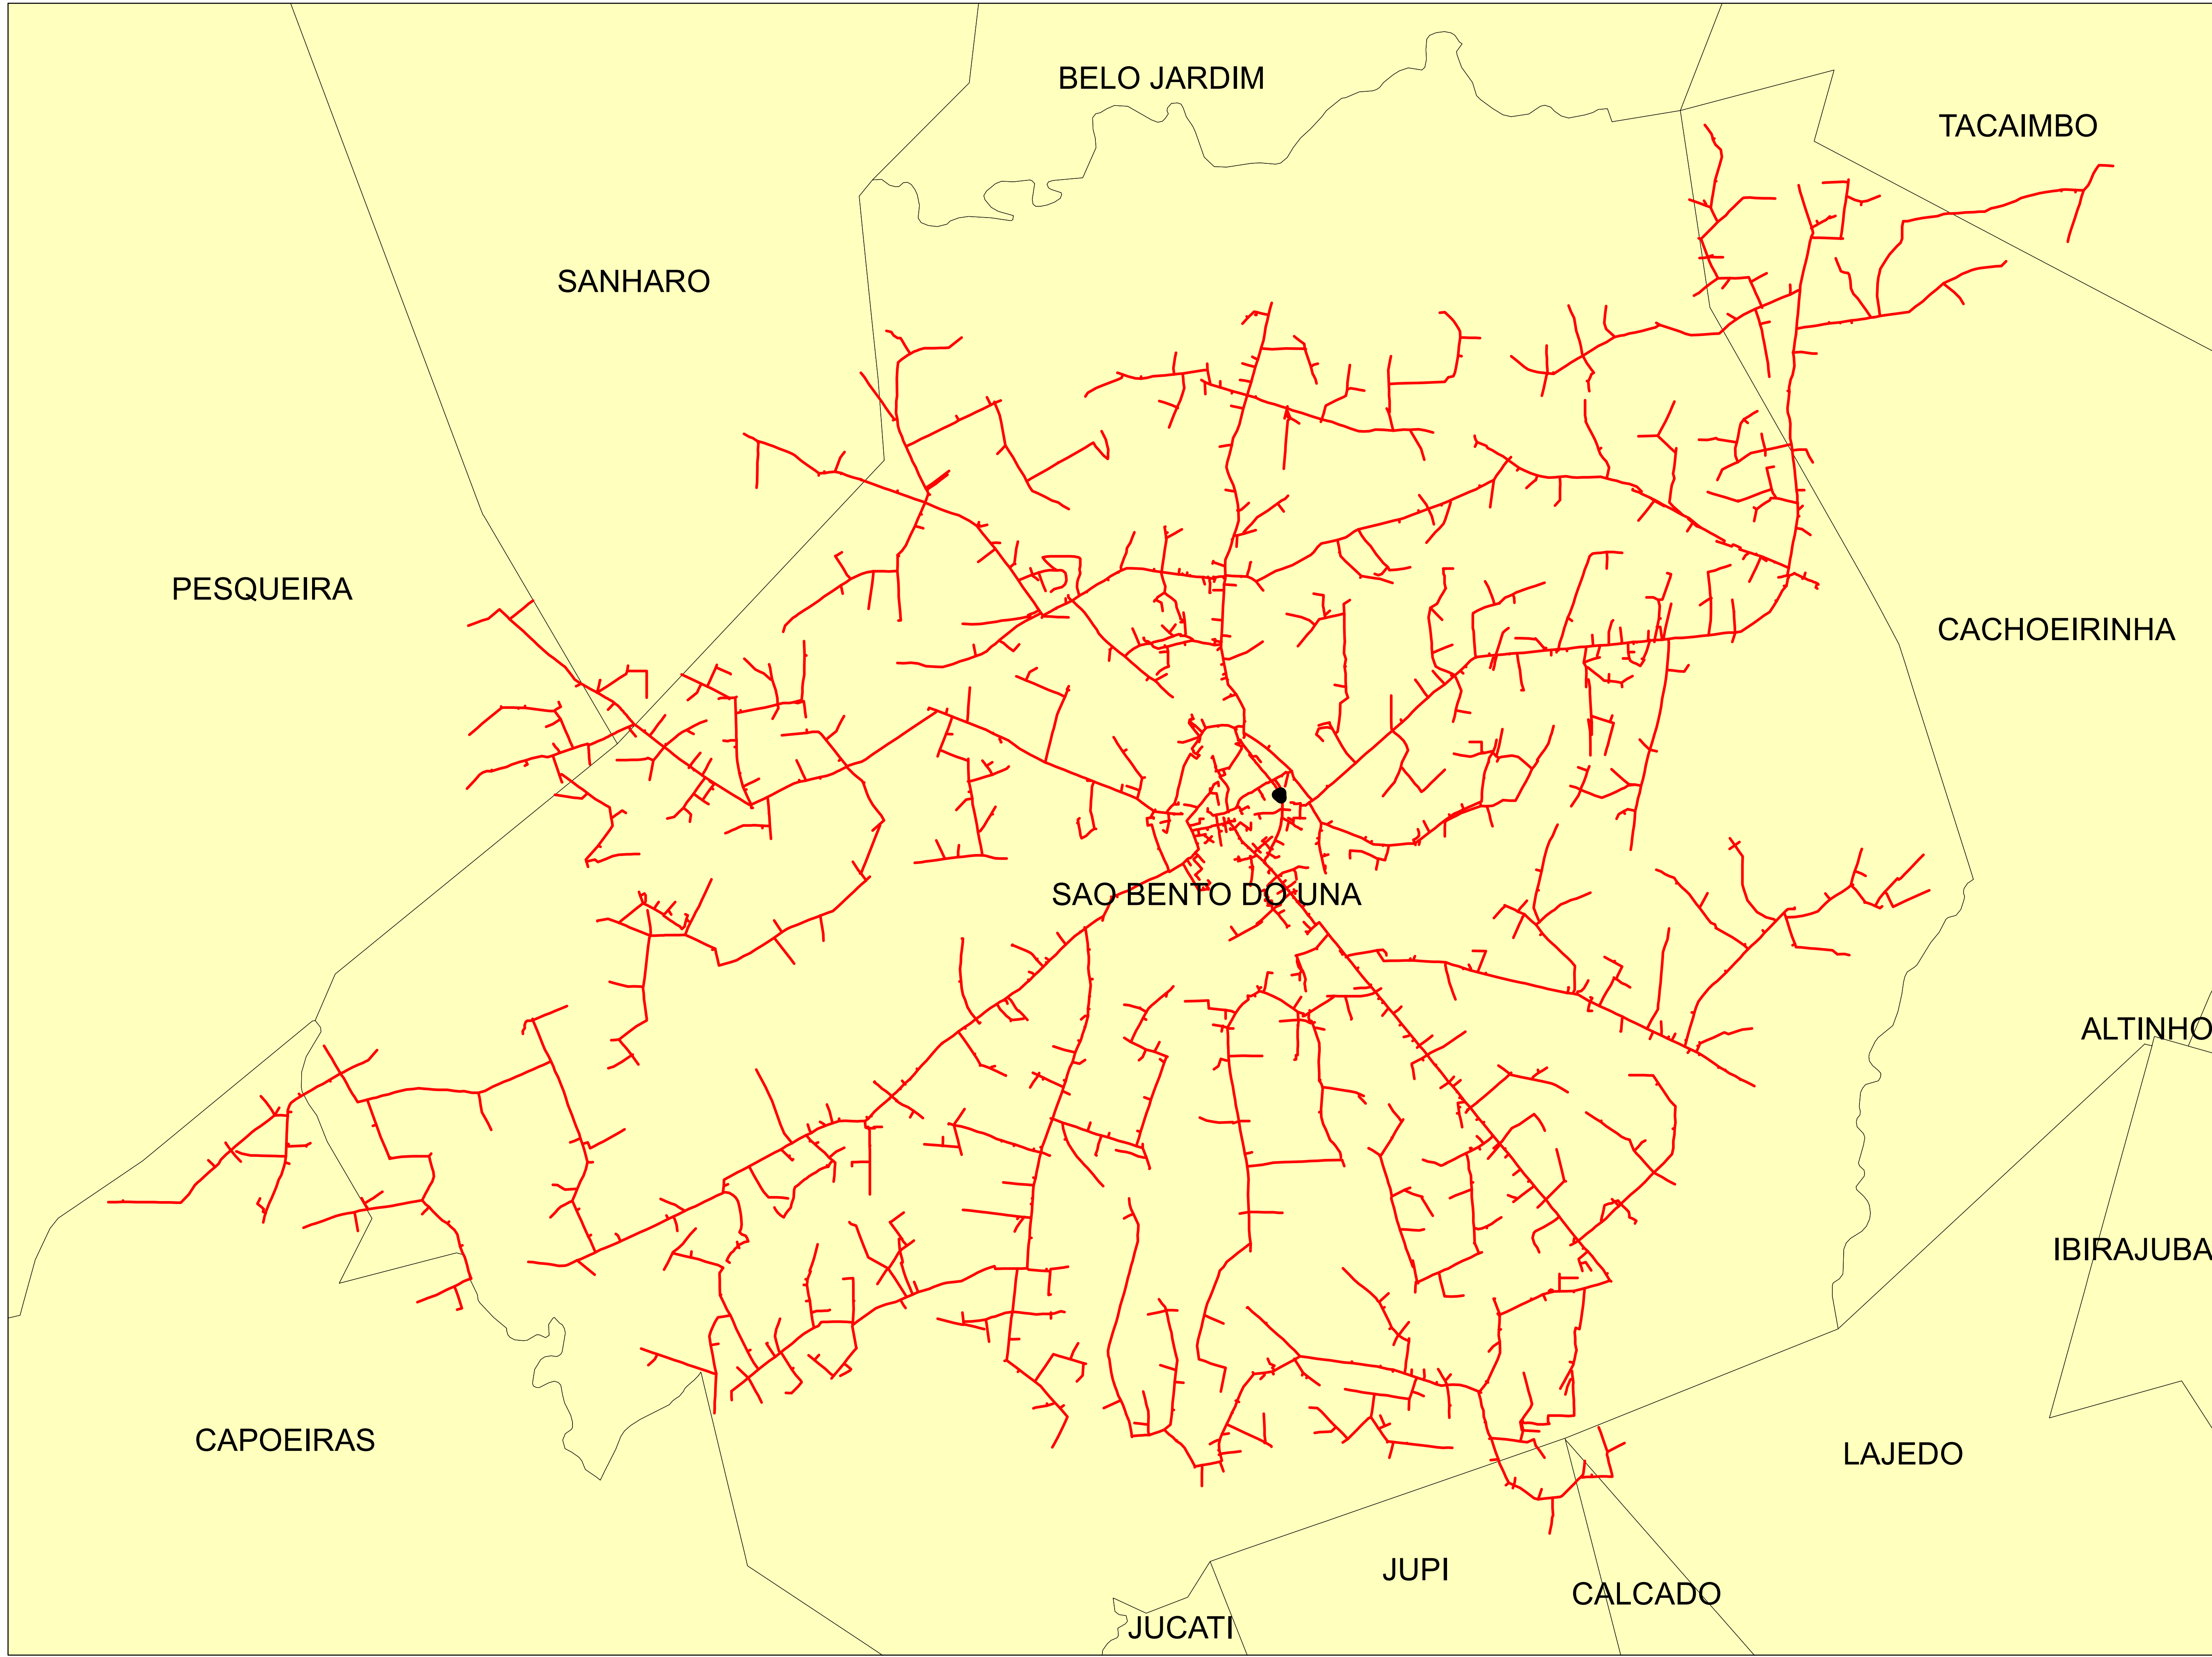 BELO JARDIM
TACAIMBO
SANHARO
PESQUEIRA
CACHOEIRINHA
SAO BENTO DO UNA
ALTINHO
IBIRAJUBA
CAPOEIRAS
LAJEDO
JUPI
CALCADO
JUCATI